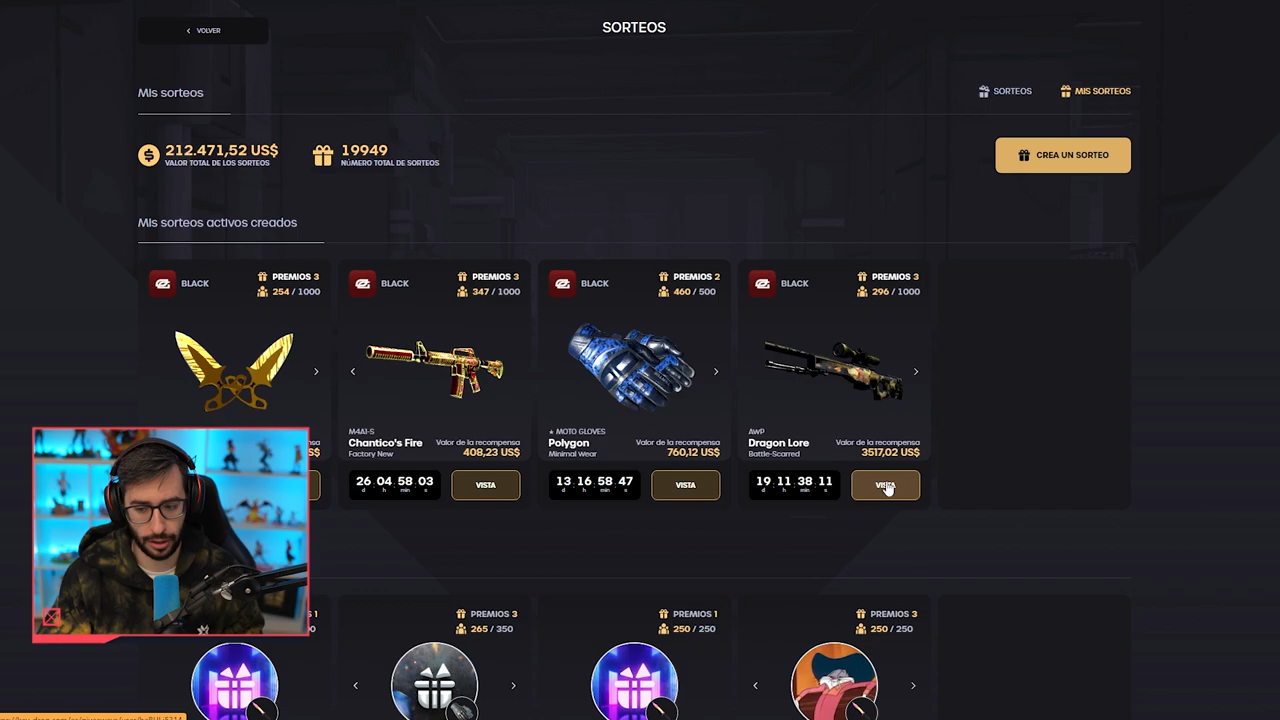 VOLVER
SORTEOS
Mis sorteos
SORTEOS
MIS SORTEOS
212.471,52 US$
VALOR TOTAL DE LOS SORTEOS
19949
NÚMERO TOTAL DE SORTEOS
CREA UN SORTEO
Mis sorteos activos creados
BLACK
PREMIOS 3
254 / 1000
BLACK
PREMIOS 3
347 / 1000
M4A1-S
Chantico's Fire
Factory New
Valor de la recompensa
408,23 US$
26 . 04 . 58 . 03
d min s
VISTA
BLACK
PREMIOS 2
460 / 500
★ MOTO GLOVES
Polygon
Minimal Wear
Valor de la recompensa
760,12 US$
13 . 16 . 58 . 47
d min s
VISTA
BLACK
PREMIOS 3
296 / 1000
AWP
Dragon Lore
Battle-Scarred
Valor de la recompensa
3517,02 US$
19 . 11 . 38 . 11
d min s
PREMIOS 3
265 / 350
PREMIOS 1
250 / 250
PREMIOS 3
250 / 250